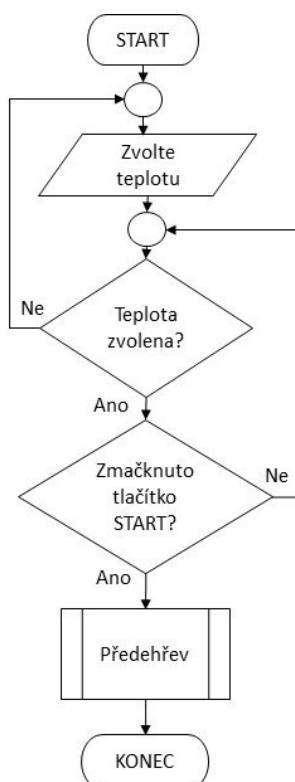 START
Zvolte
teplotu
Ne
Teplota
zvolena?
Ano
Zmačknuto
tlačítko
START?
Ne
Ano
Předehřev
KONEC